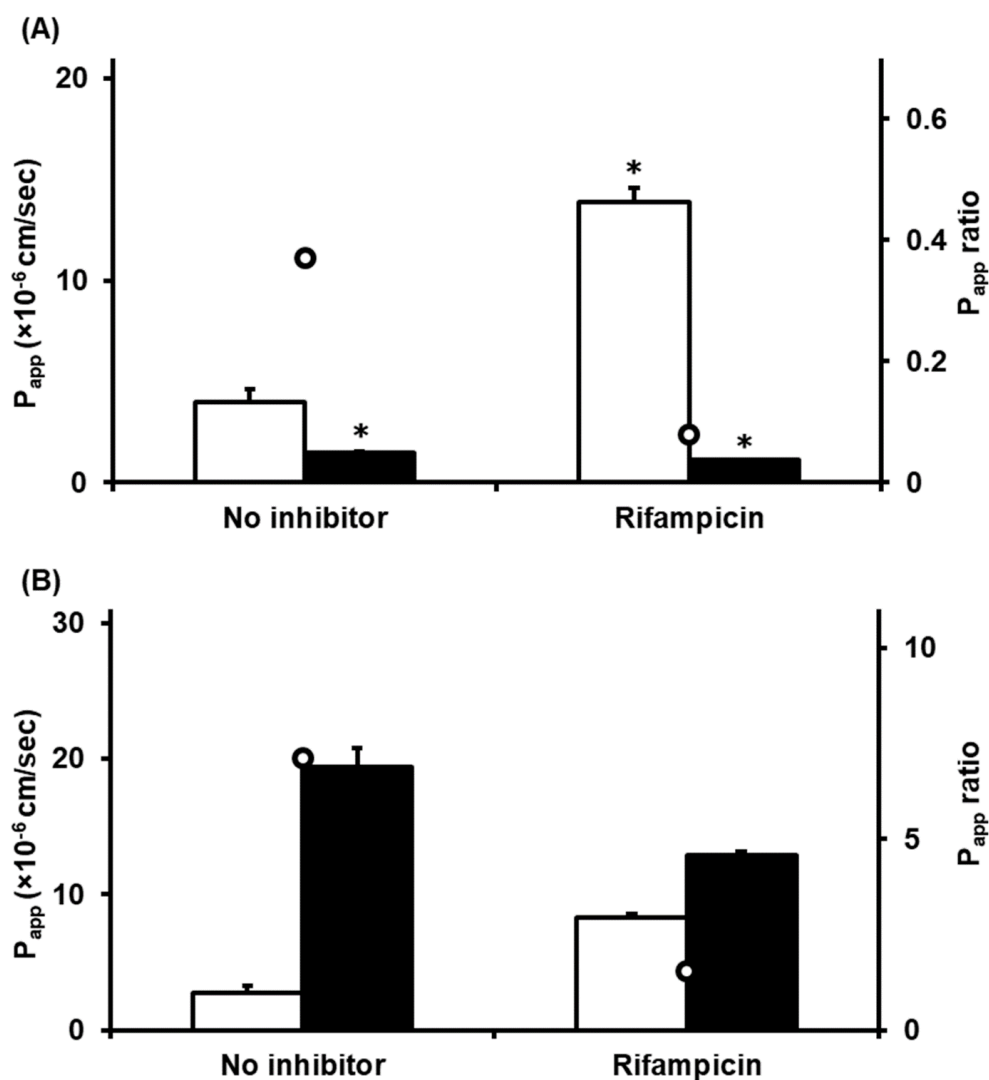 (A)
20
10
0
P_app (×10⁻⁶ cm/sec)
*
*
*
0.6
0.4
0.2
0
P_app ratio
No inhibitor
Rifampicin
(B)
30
20
10
0
P_app (×10⁻⁶ cm/sec)
10
5
0
P_app ratio
No inhibitor
Rifampicin